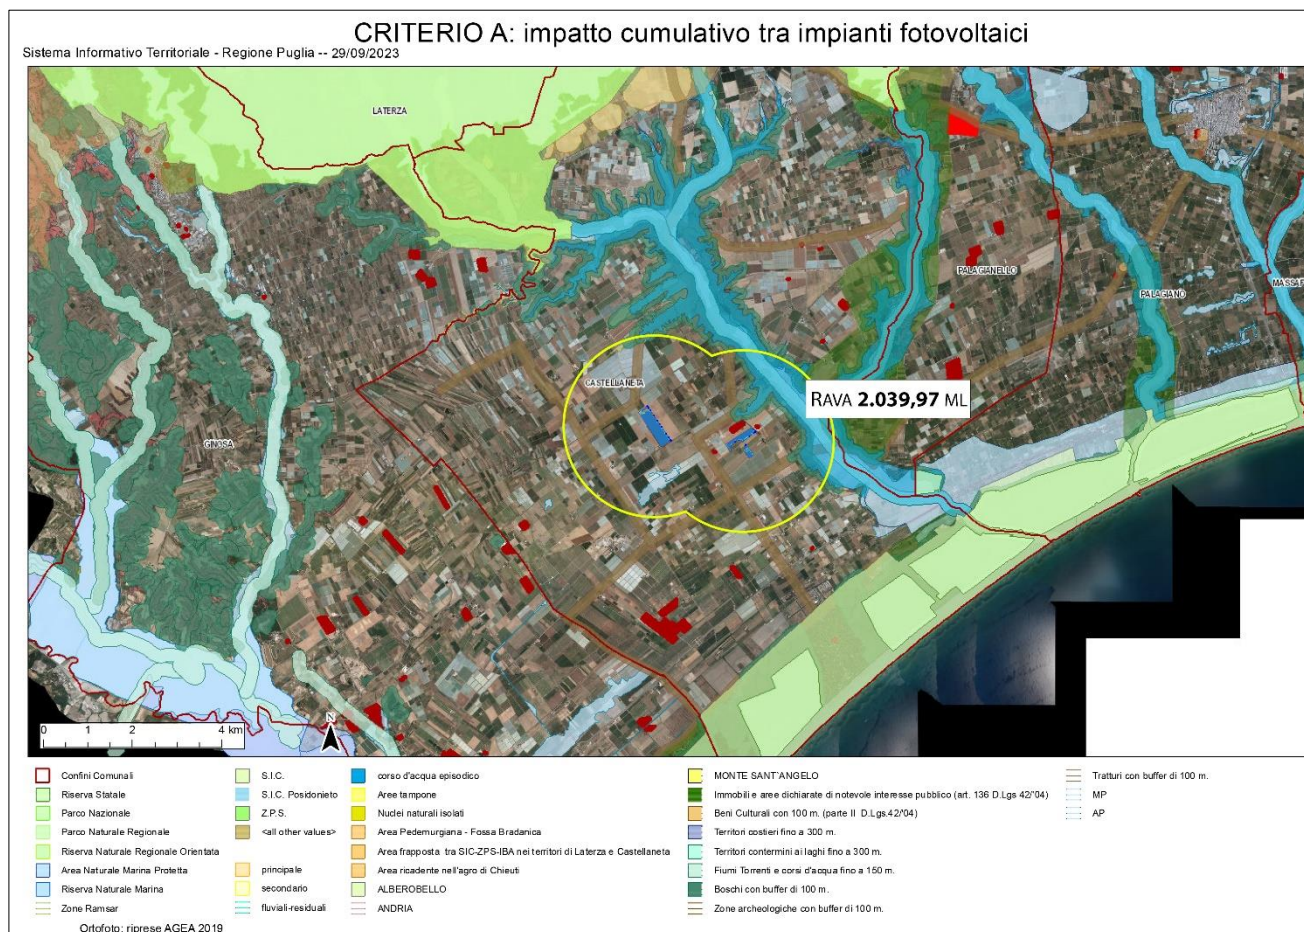 CRITERIO A: impatto cumulativo tra impianti fotovoltaici
Sistema Informativo Territoriale - Regione Puglia -- 29/09/2023
LATERZA
PALAGIANELLO
PALAGIANO
MASSAF
CASTELLANETA
RAVA 2.039,97 ML
GINOSA
0 1 2 4 km
N
Confini Comunali
Riserva Statale
Parco Nazionale
Parco Naturale Regionale
Riserva Naturale Regionale Orientata
Area Naturale Marina Protetta
Riserva Naturale Marina
Zone Ramsar
S.I.C.
S.I.C. Posidonieto
Z.P.S.
<all other values>
principale
secondario
fluviali-residuali
corso d'acqua episodico
Aree tampone
Nuclei naturali isolati
Area Pedemurgiana - Fossa Bradanica
Area frapposta tra SIC-ZPS-IBA nei territori di Laterza e Castellaneta
Area ricadente nell'agro di Chieuti
ALBEROBELLO
ANDRIA
MONTE SANT'ANGELO
Immobili e aree dichiarate di notevole interesse pubblico (art. 136 D.Lgs 42/'04)
Beni Culturali con 100 m. (parte II D.Lgs.42/'04)
Territori costieri fino a 300 m.
Territori contermini ai laghi fino a 300 m.
Fiumi Torrenti e corsi d'acqua fino a 150 m.
Boschi con buffer di 100 m.
Zone archeologiche con buffer di 100 m.
Tratturi con buffer di 100 m.
MP
AP
Ortofoto: riprese AGEA 2019